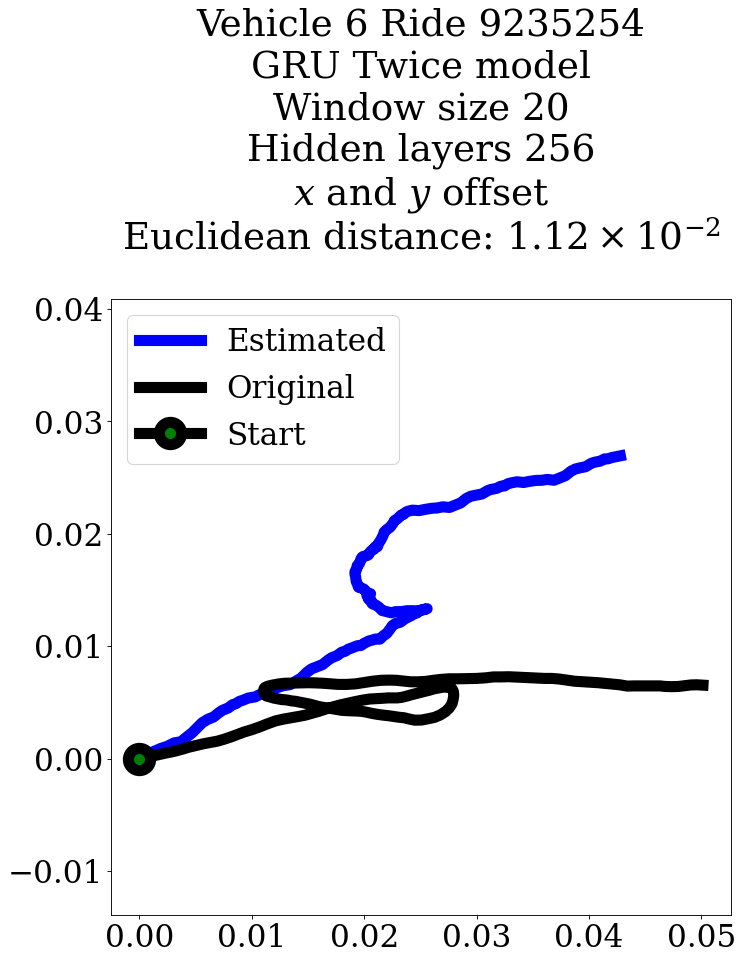 Vehicle 6 Ride 9235254
GRU Twice model
Window size 20
Hidden layers 256
x and y offset
Euclidean distance: 1.12 × 10⁻²
0.04
0.03
0.02
0.01
0.00
−0.01
Estimated
Original
Start
0.00 0.01 0.02 0.03 0.04 0.05